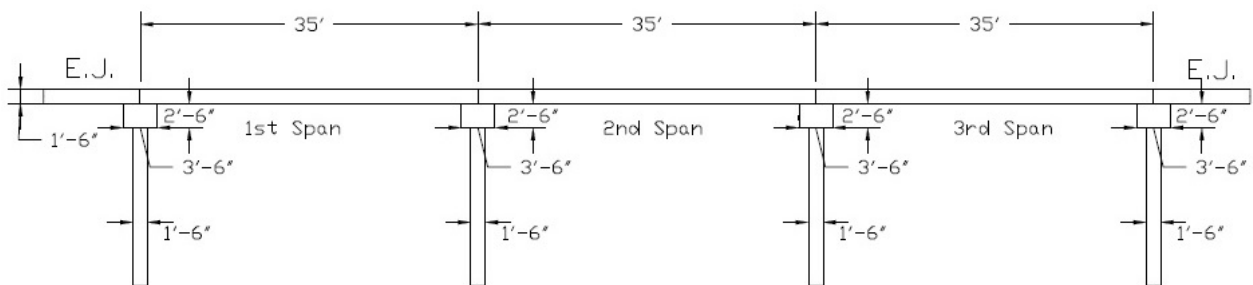 35' 35' 35'
E.J. E.J.
2'-6" 2'-6" 2'-6" 2'-6"
1'-6" 1st Span 2nd Span 3rd Span
3'-6" 3'-6" 3'-6" 3'-6"
1'-6" 1'-6" 1'-6" 1'-6"